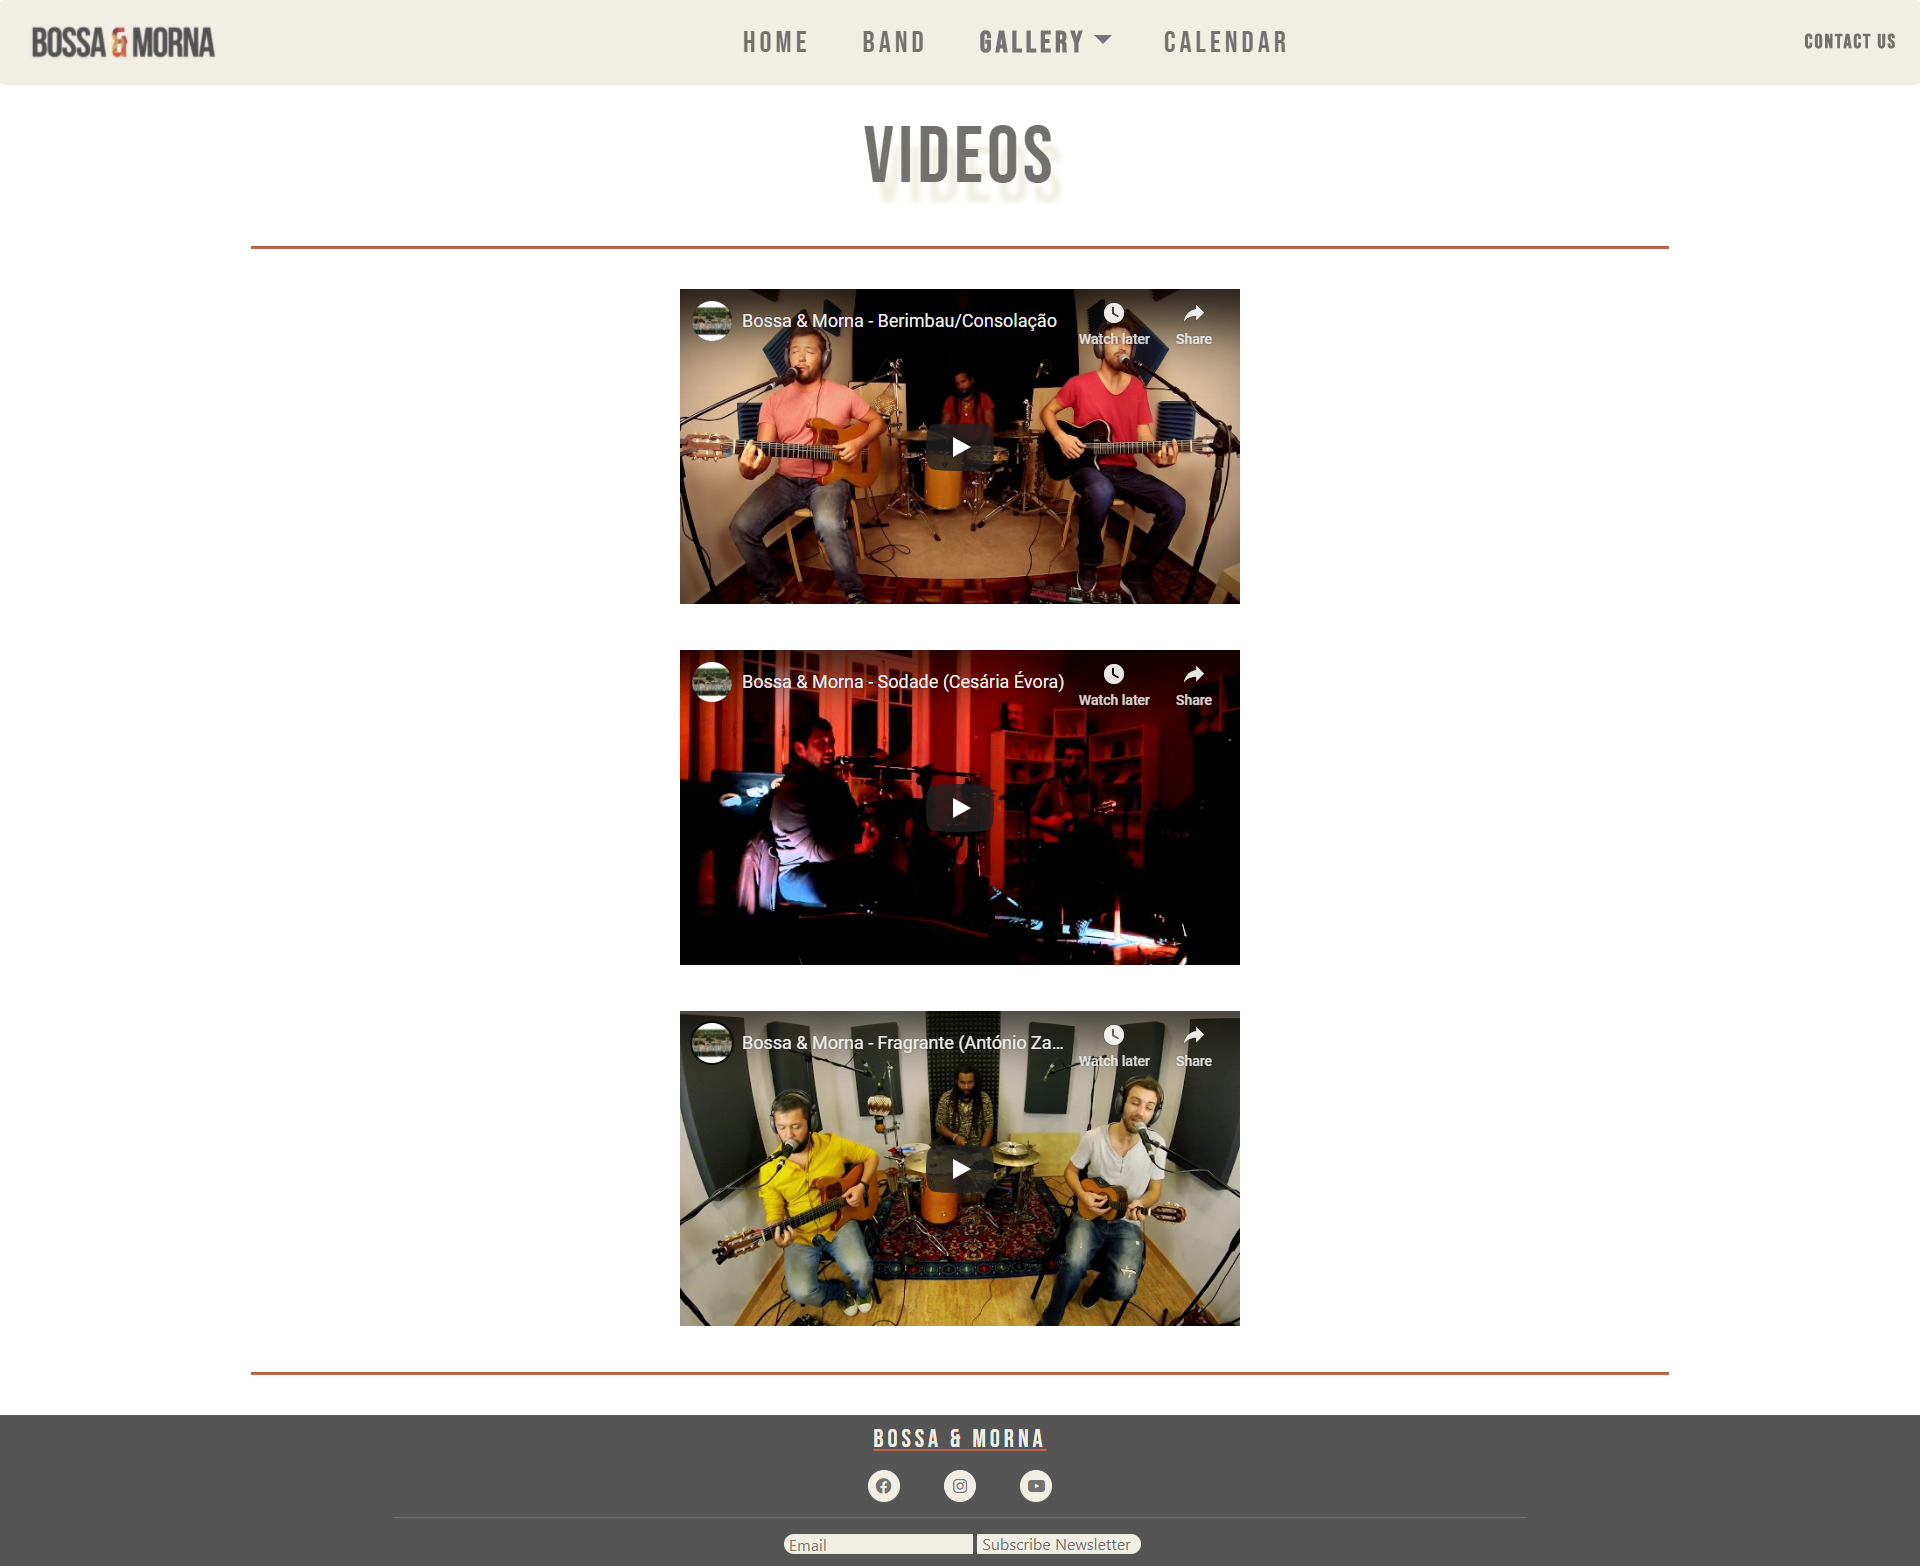 BOSSA & MORNA
HOME BAND GALLERY CALENDAR
CONTACT US
VIDEOS
Bossa & Morna - Berimbau/Consolação
Watch later
Share
Bossa & Morna - Sodade (Cesária Évora)
Watch later
Share
Bossa & Morna - Fragrante (António Za...
Watch later
Share
BOSSA & MORNA
Email
Subscribe Newsletter